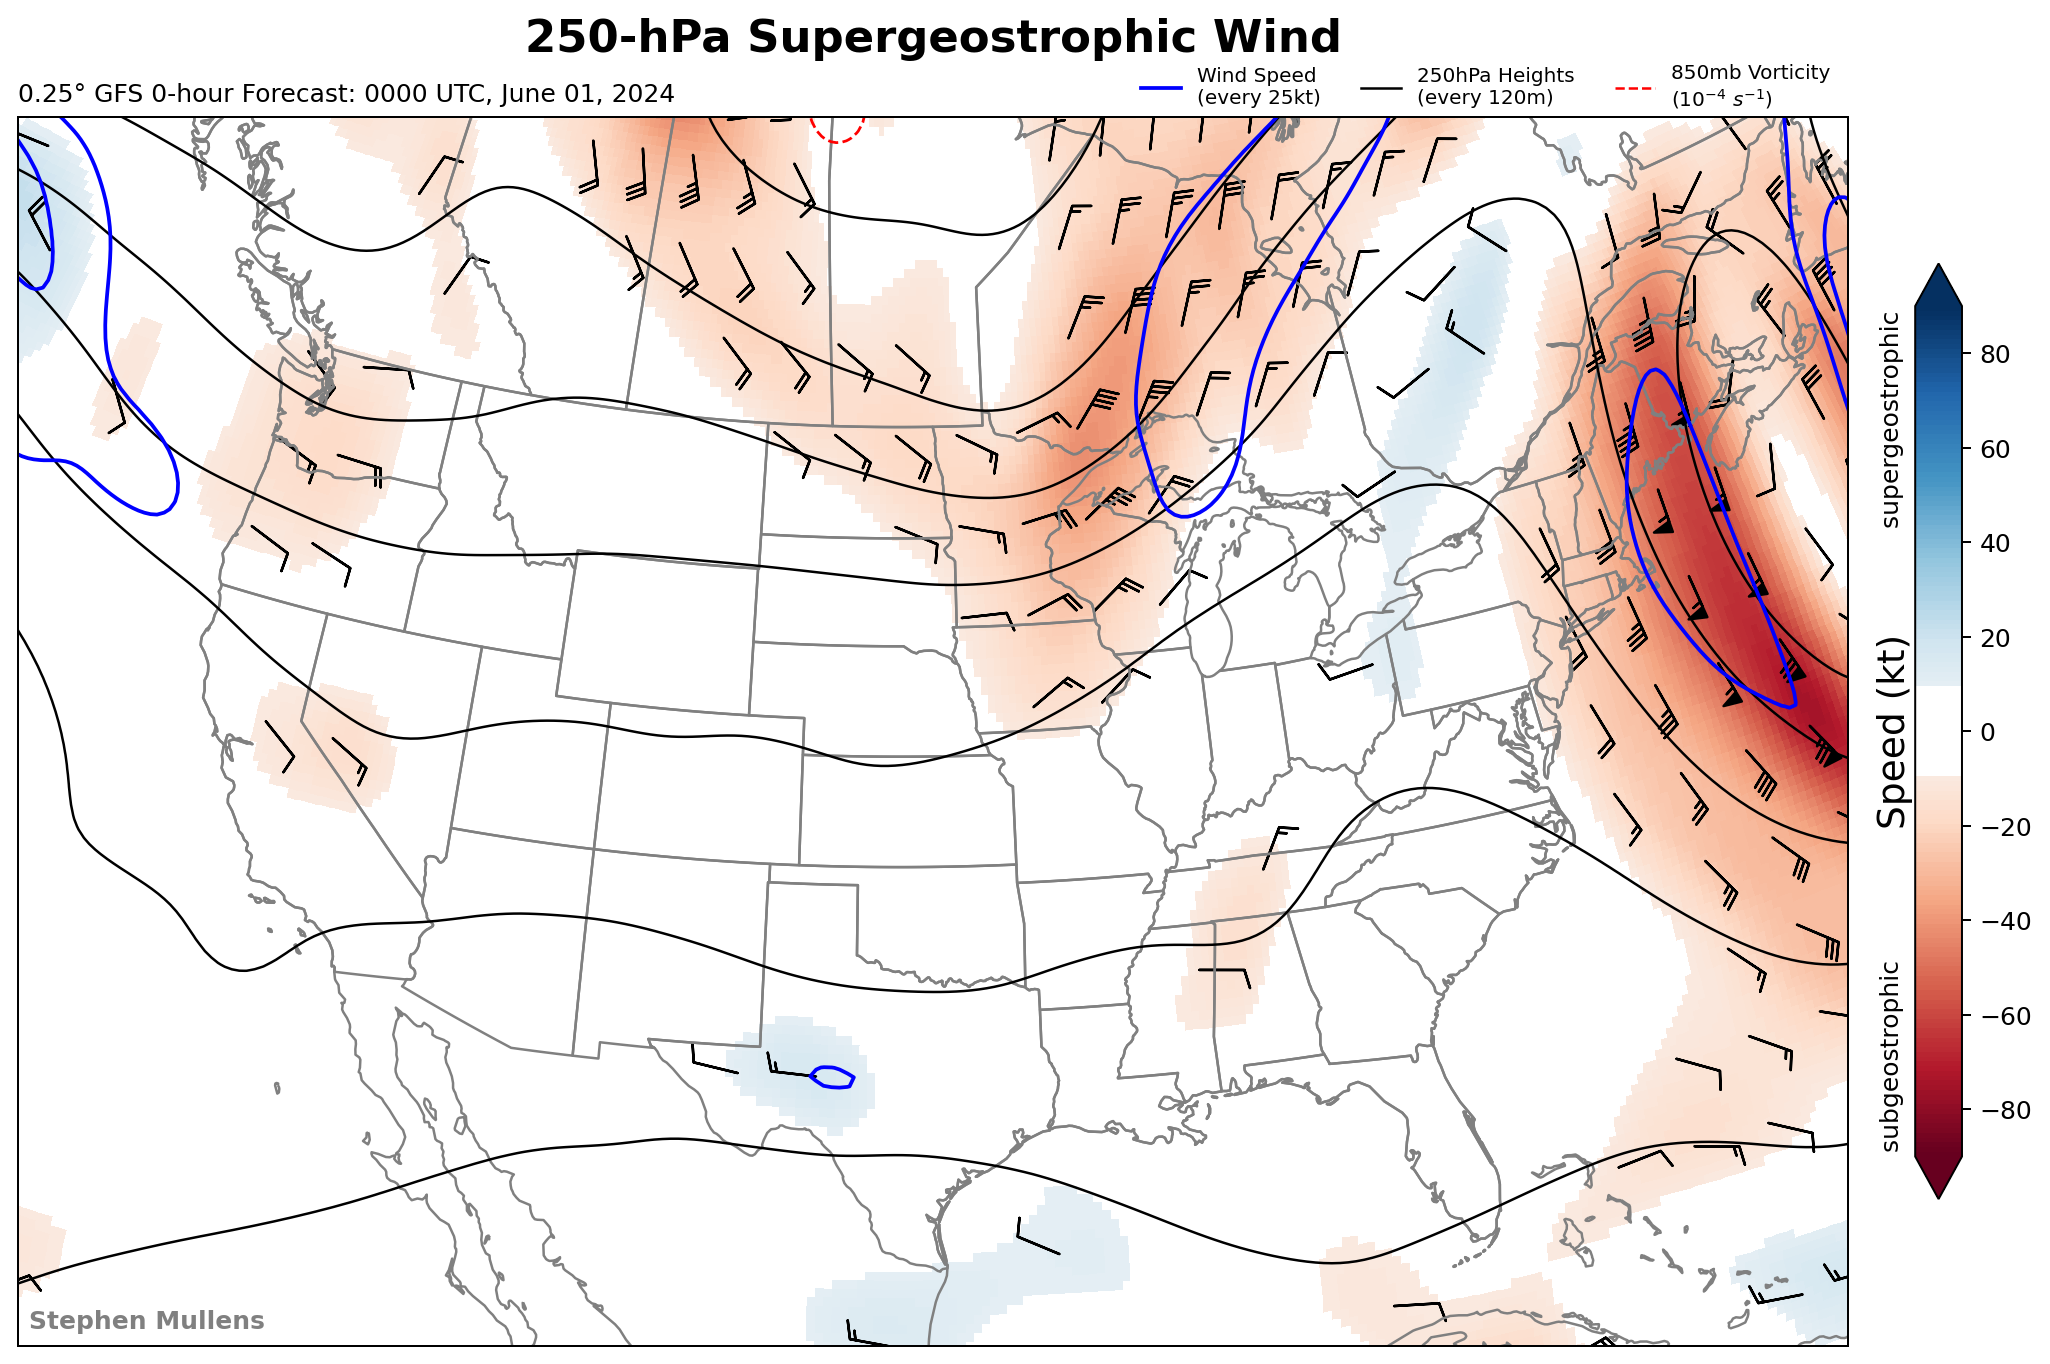 250-hPa Supergeostrophic Wind
0.25° GFS 0-hour Forecast: 0000 UTC, June 01, 2024
Wind Speed
(every 25kt)
250hPa Heights
(every 120m)
850mb Vorticity
(10⁻⁴ s⁻¹)
supergeostrophic
Speed (kt)
subgeostrophic
80
60
40
20
0
−20
−40
−60
−80
Stephen Mullens